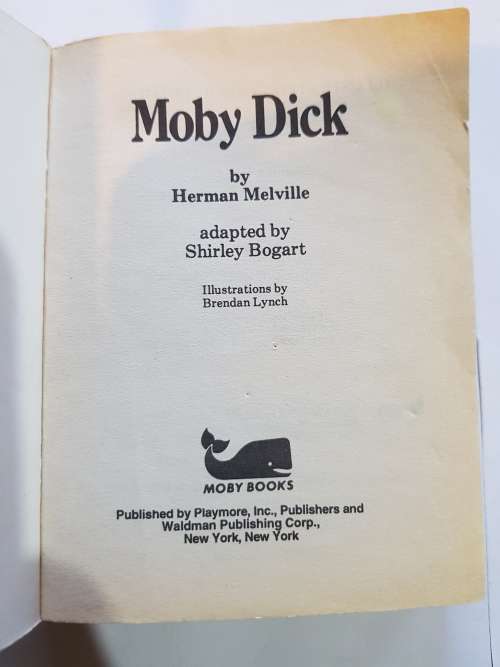 Moby Dick
by
Herman Melville
adapted by
Shirley Bogart
Illustrations by
Brendan Lynch
MOBY BOOKS
Published by Playmore, Inc., Publishers and
Waldman Publishing Corp.,
New York, New York